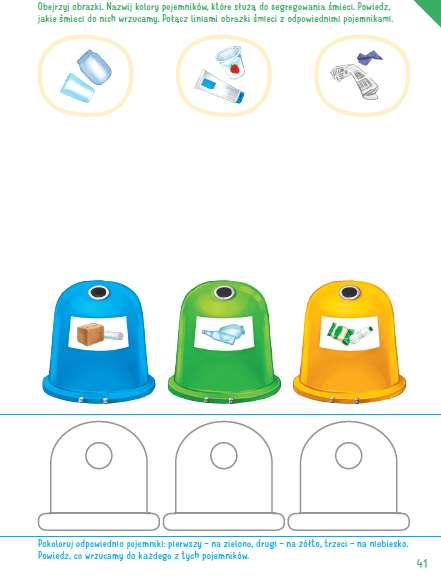 Obejrzyj obrazki. Nazwij kolory pojemników, które służą do segregowania śmieci. Powiedz,
jakie śmieci do nich wrzucamy. Połącz liniami obrazki śmieci z odpowiednimi pojemnikami.
Pokoloruj odpowiednio pojemniki: pierwszy – na zielono, drugi – na żółto, trzeci – na niebiesko.
Powiedz, co wrzucamy do każdego z tych pojemników.
41